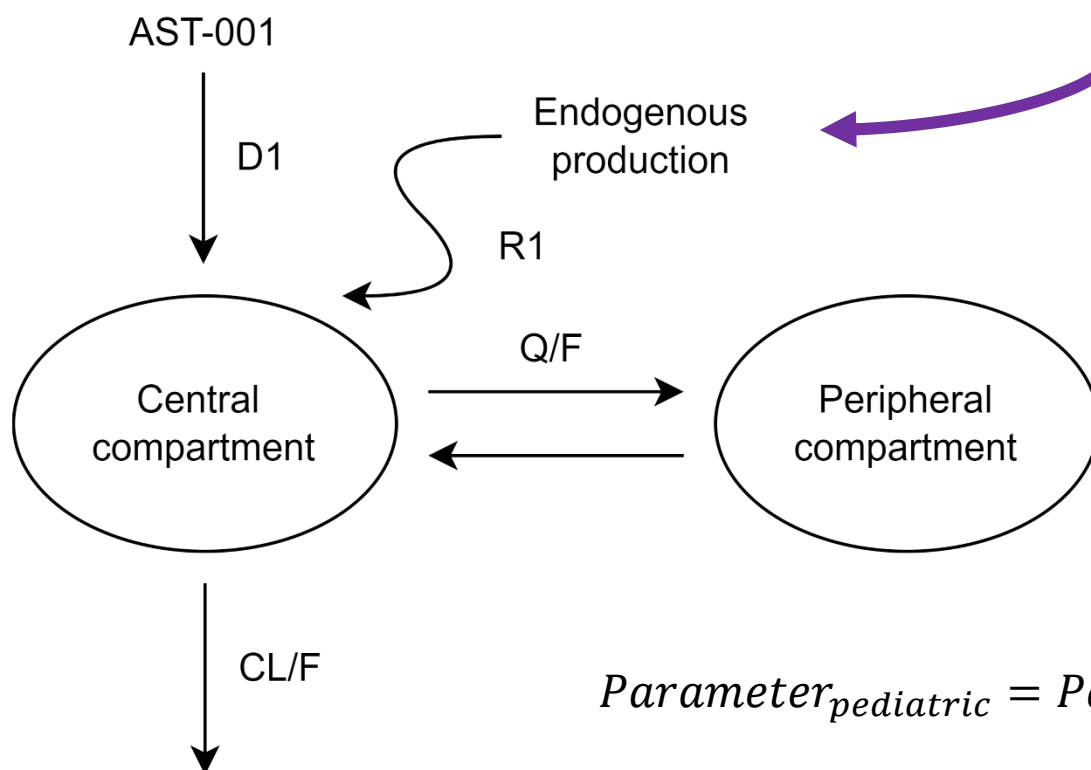 AST-001
D1
Endogenous
production
R1
Q/F
Central
compartment
Peripheral
compartment
CL/F
Parameter_pediatric = P